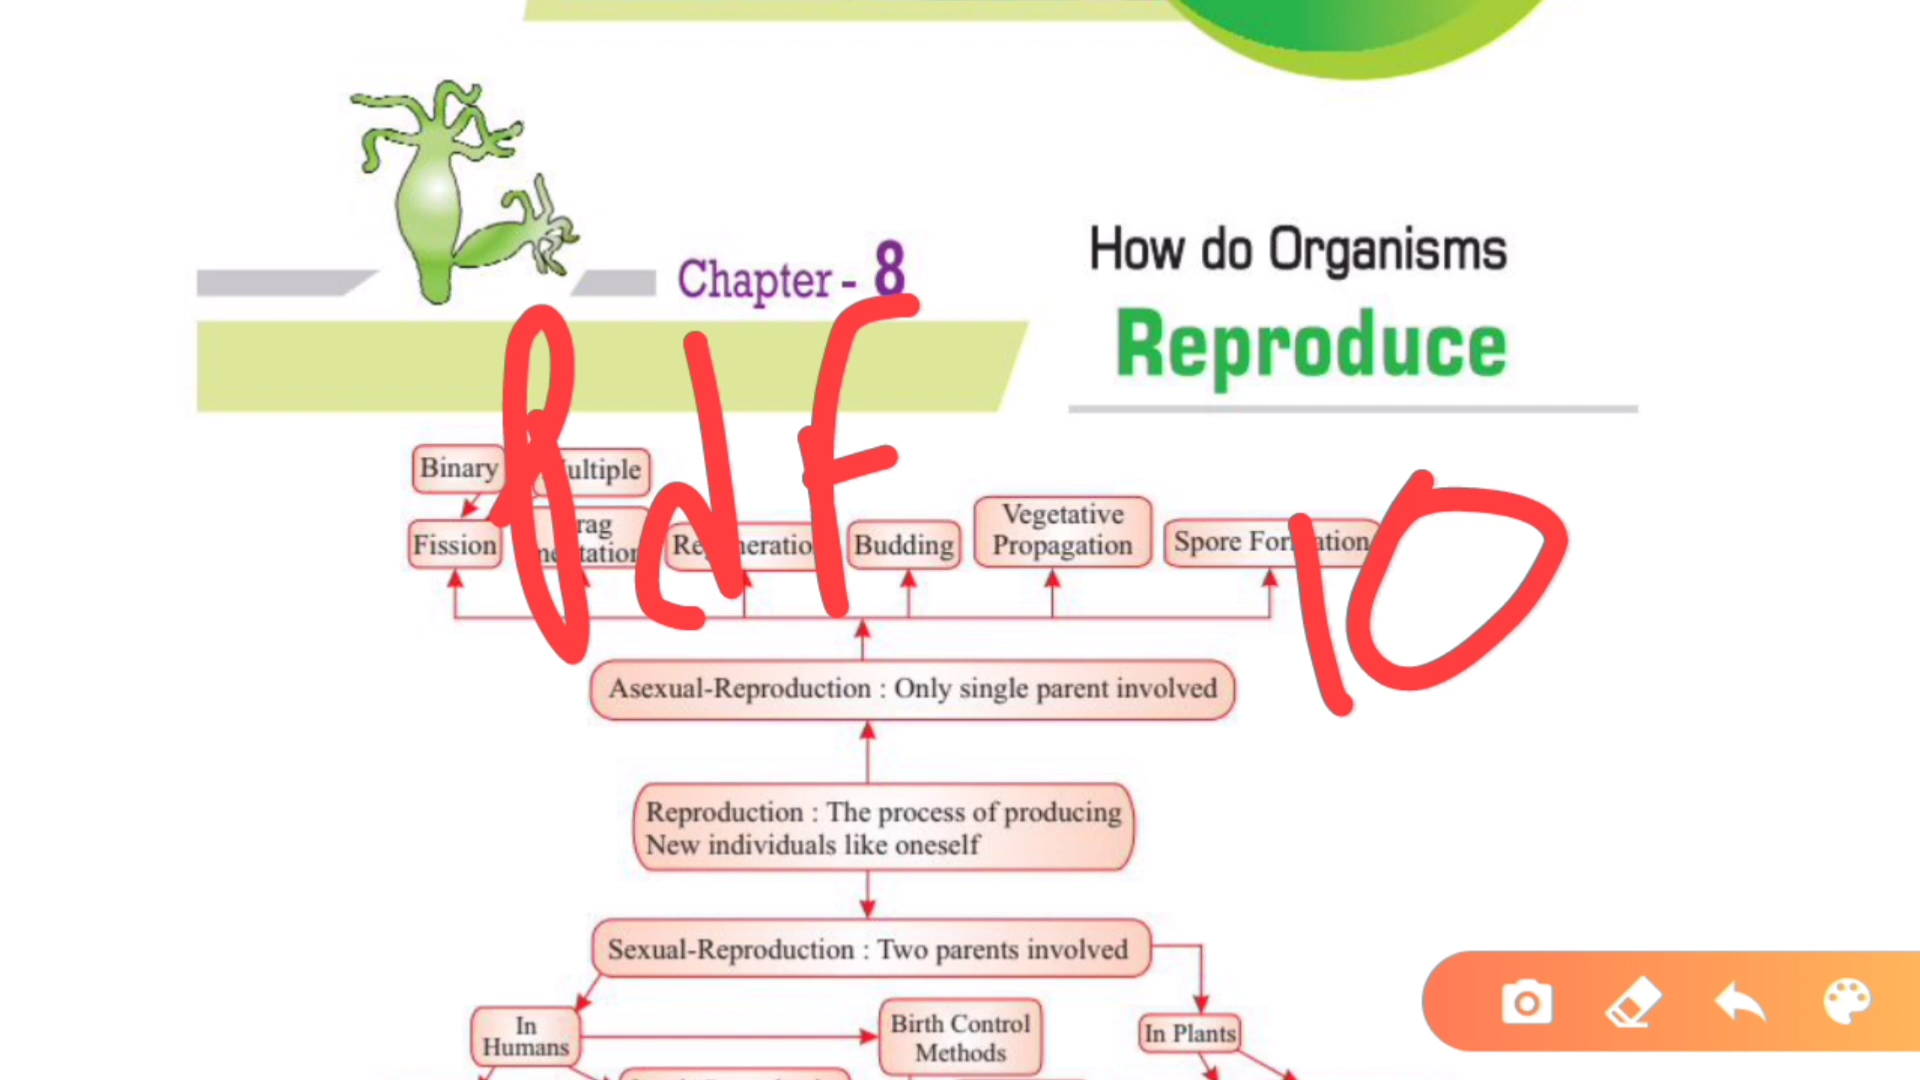 Chapter - 8
How do Organisms
Reproduce
PdF
10
Binary
Fission
Budding
Vegetative
Propagation
Spore
Asexual-Reproduction : Only single parent involved
Reproduction : The process of producing
New individuals like oneself
Sexual-Reproduction : Two parents involved
In
Humans
Birth Control
Methods
In Plants